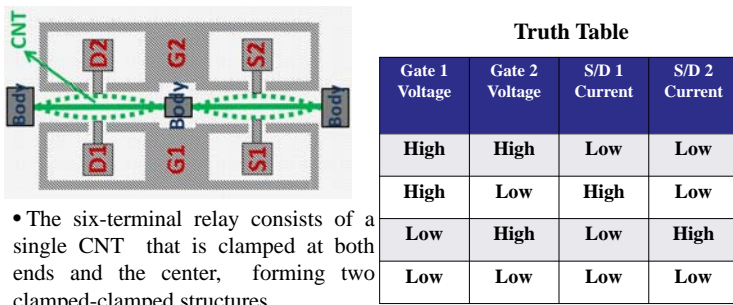 CNT
D2
G2
S2
Body
Body
Body
D1
G1
S1
• The six-terminal relay consists of a
single CNT that is clamped at both
ends and the center, forming two
clamped-clamped structures
Truth Table
Gate 1 Voltage Gate 2 Voltage S/D 1 Current S/D 2 Current
High High Low Low
High Low High Low
Low High Low High
Low Low Low Low